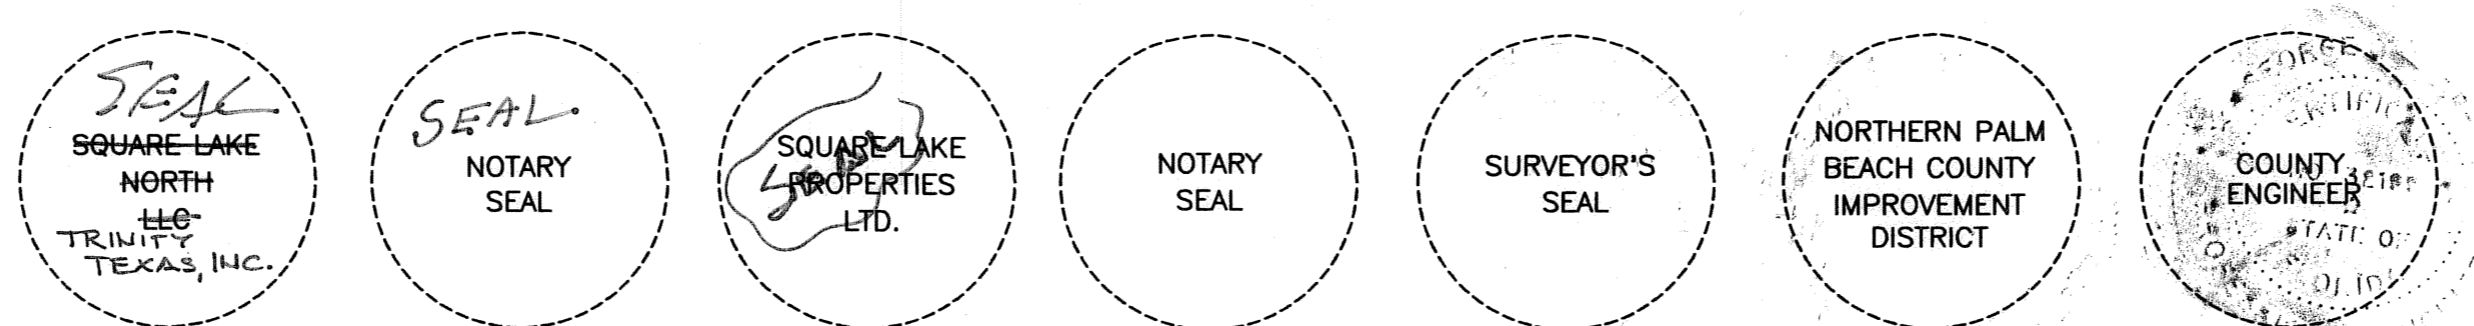 SEAL
SQUARE LAKE
NORTH
LLC
TRINITY
TEXAS, INC.
SEAL.
NOTARY
SEAL
SQUARE LAKE
PROPERTIES
LTD.
NOTARY
SEAL
SURVEYOR'S
SEAL
NORTHERN PALM
BEACH COUNTY
IMPROVEMENT
DISTRICT
COUNTY
ENGINEER